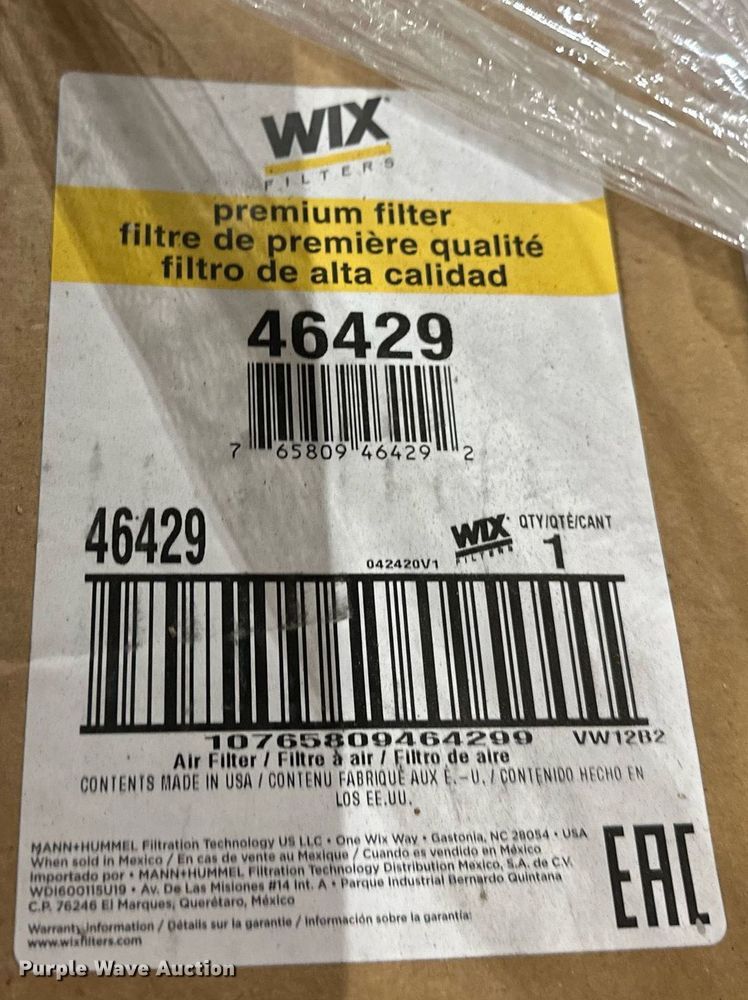 WIX
FILTERS
premium filter
filtre de première qualité
filtro de alta calidad
46429
7 65809 46429 2
46429
042420V1
WIX
FILTERS
QTY/QTÉ/CANT
1
10765809464299 VW12B2
Air Filter / Filtre à air / Filtro de aire
CONTENTS MADE IN USA / CONTENU FABRIQUÉ AUX É.-U. / CONTENIDO HECHO EN
LOS EE.UU.
MANN+HUMMEL Filtration Technology US LLC • One Wix Way • Gastonia, NC 28054 • USA
When sold in Mexico / En cas de vente au Mexique / Cuando es vendido en México
Importado por • MANN+HUMMEL Filtration Technology Distribution Mexico, S.A. de C.V.
WDI600115U19 • Av. De Las Misiones #14 Int. A • Parque Industrial Bernardo Quintana
C.P. 76246 El Marques, Querétaro, México
Warranty information / Détails sur la garantie / Información sobre la garantía:
www.wixfilters.com
EAC
Purple Wave Auction